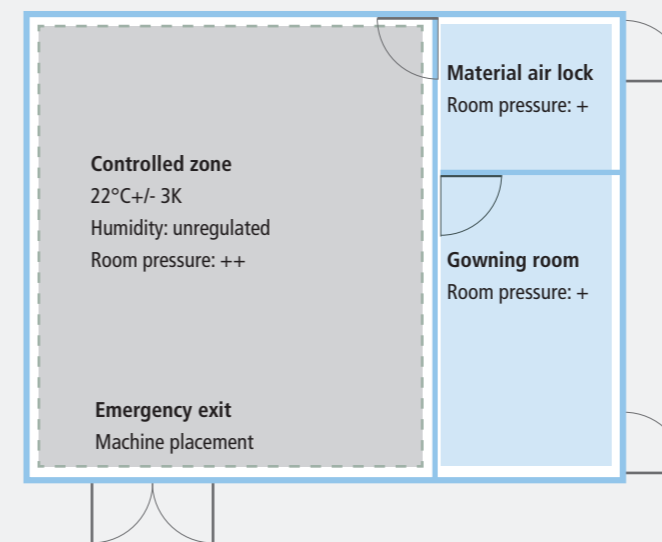 Material air lock
Room pressure: +
Controlled zone
22°C+/- 3K
Humidity: unregulated
Room pressure: ++
Gowning room
Room pressure: +
Emergency exit
Machine placement